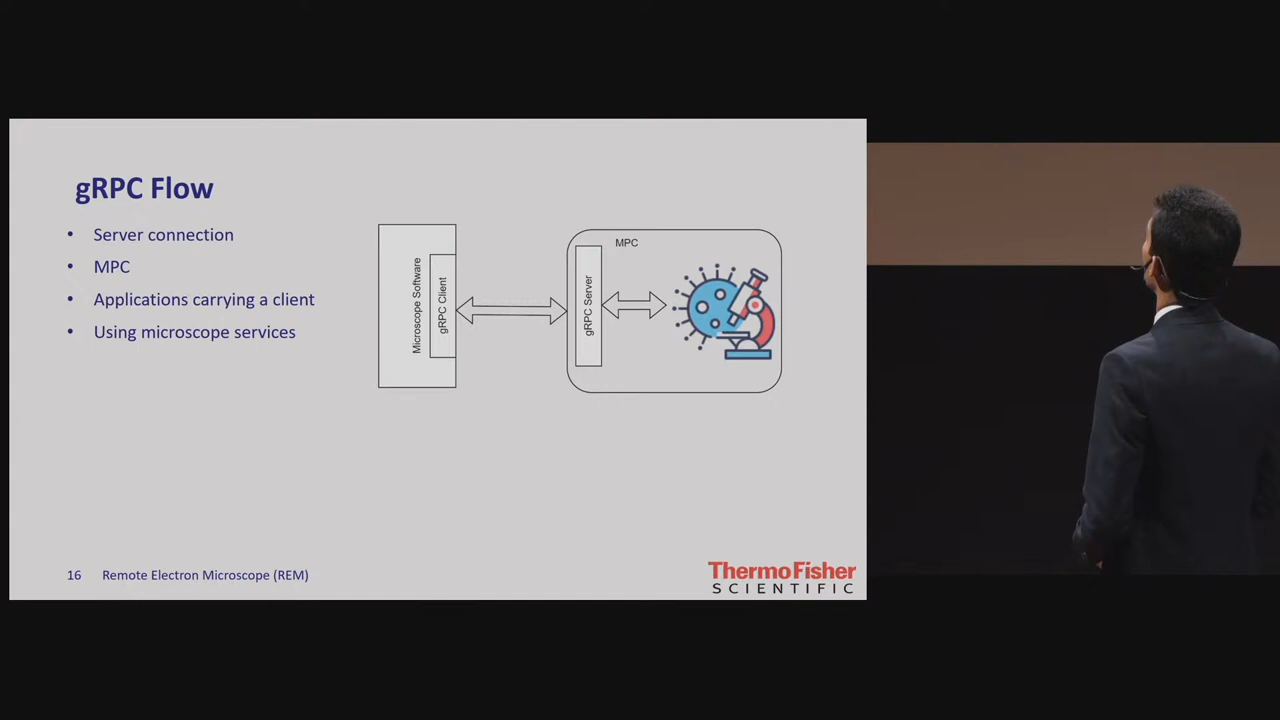 gRPC Flow
• Server connection
• MPC
• Applications carrying a client
• Using microscope services
Microscope Software
gRPC Client
gRPC Server
MPC
16 Remote Electron Microscope (REM)
ThermoFisher
SCIENTIFIC